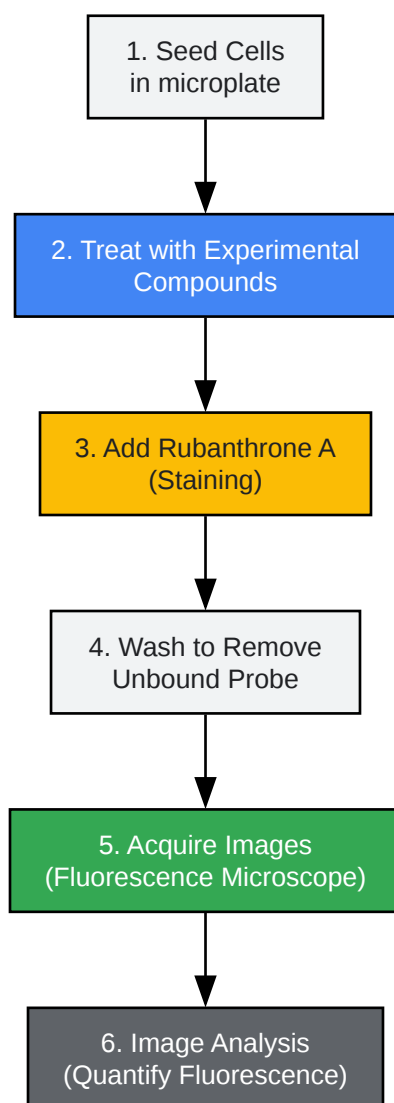 1. Seed Cells
in microplate
2. Treat with Experimental
Compounds
3. Add Rubanthrone A
(Staining)
4. Wash to Remove
Unbound Probe
5. Acquire Images
(Fluorescence Microscope)
6. Image Analysis
(Quantify Fluorescence)